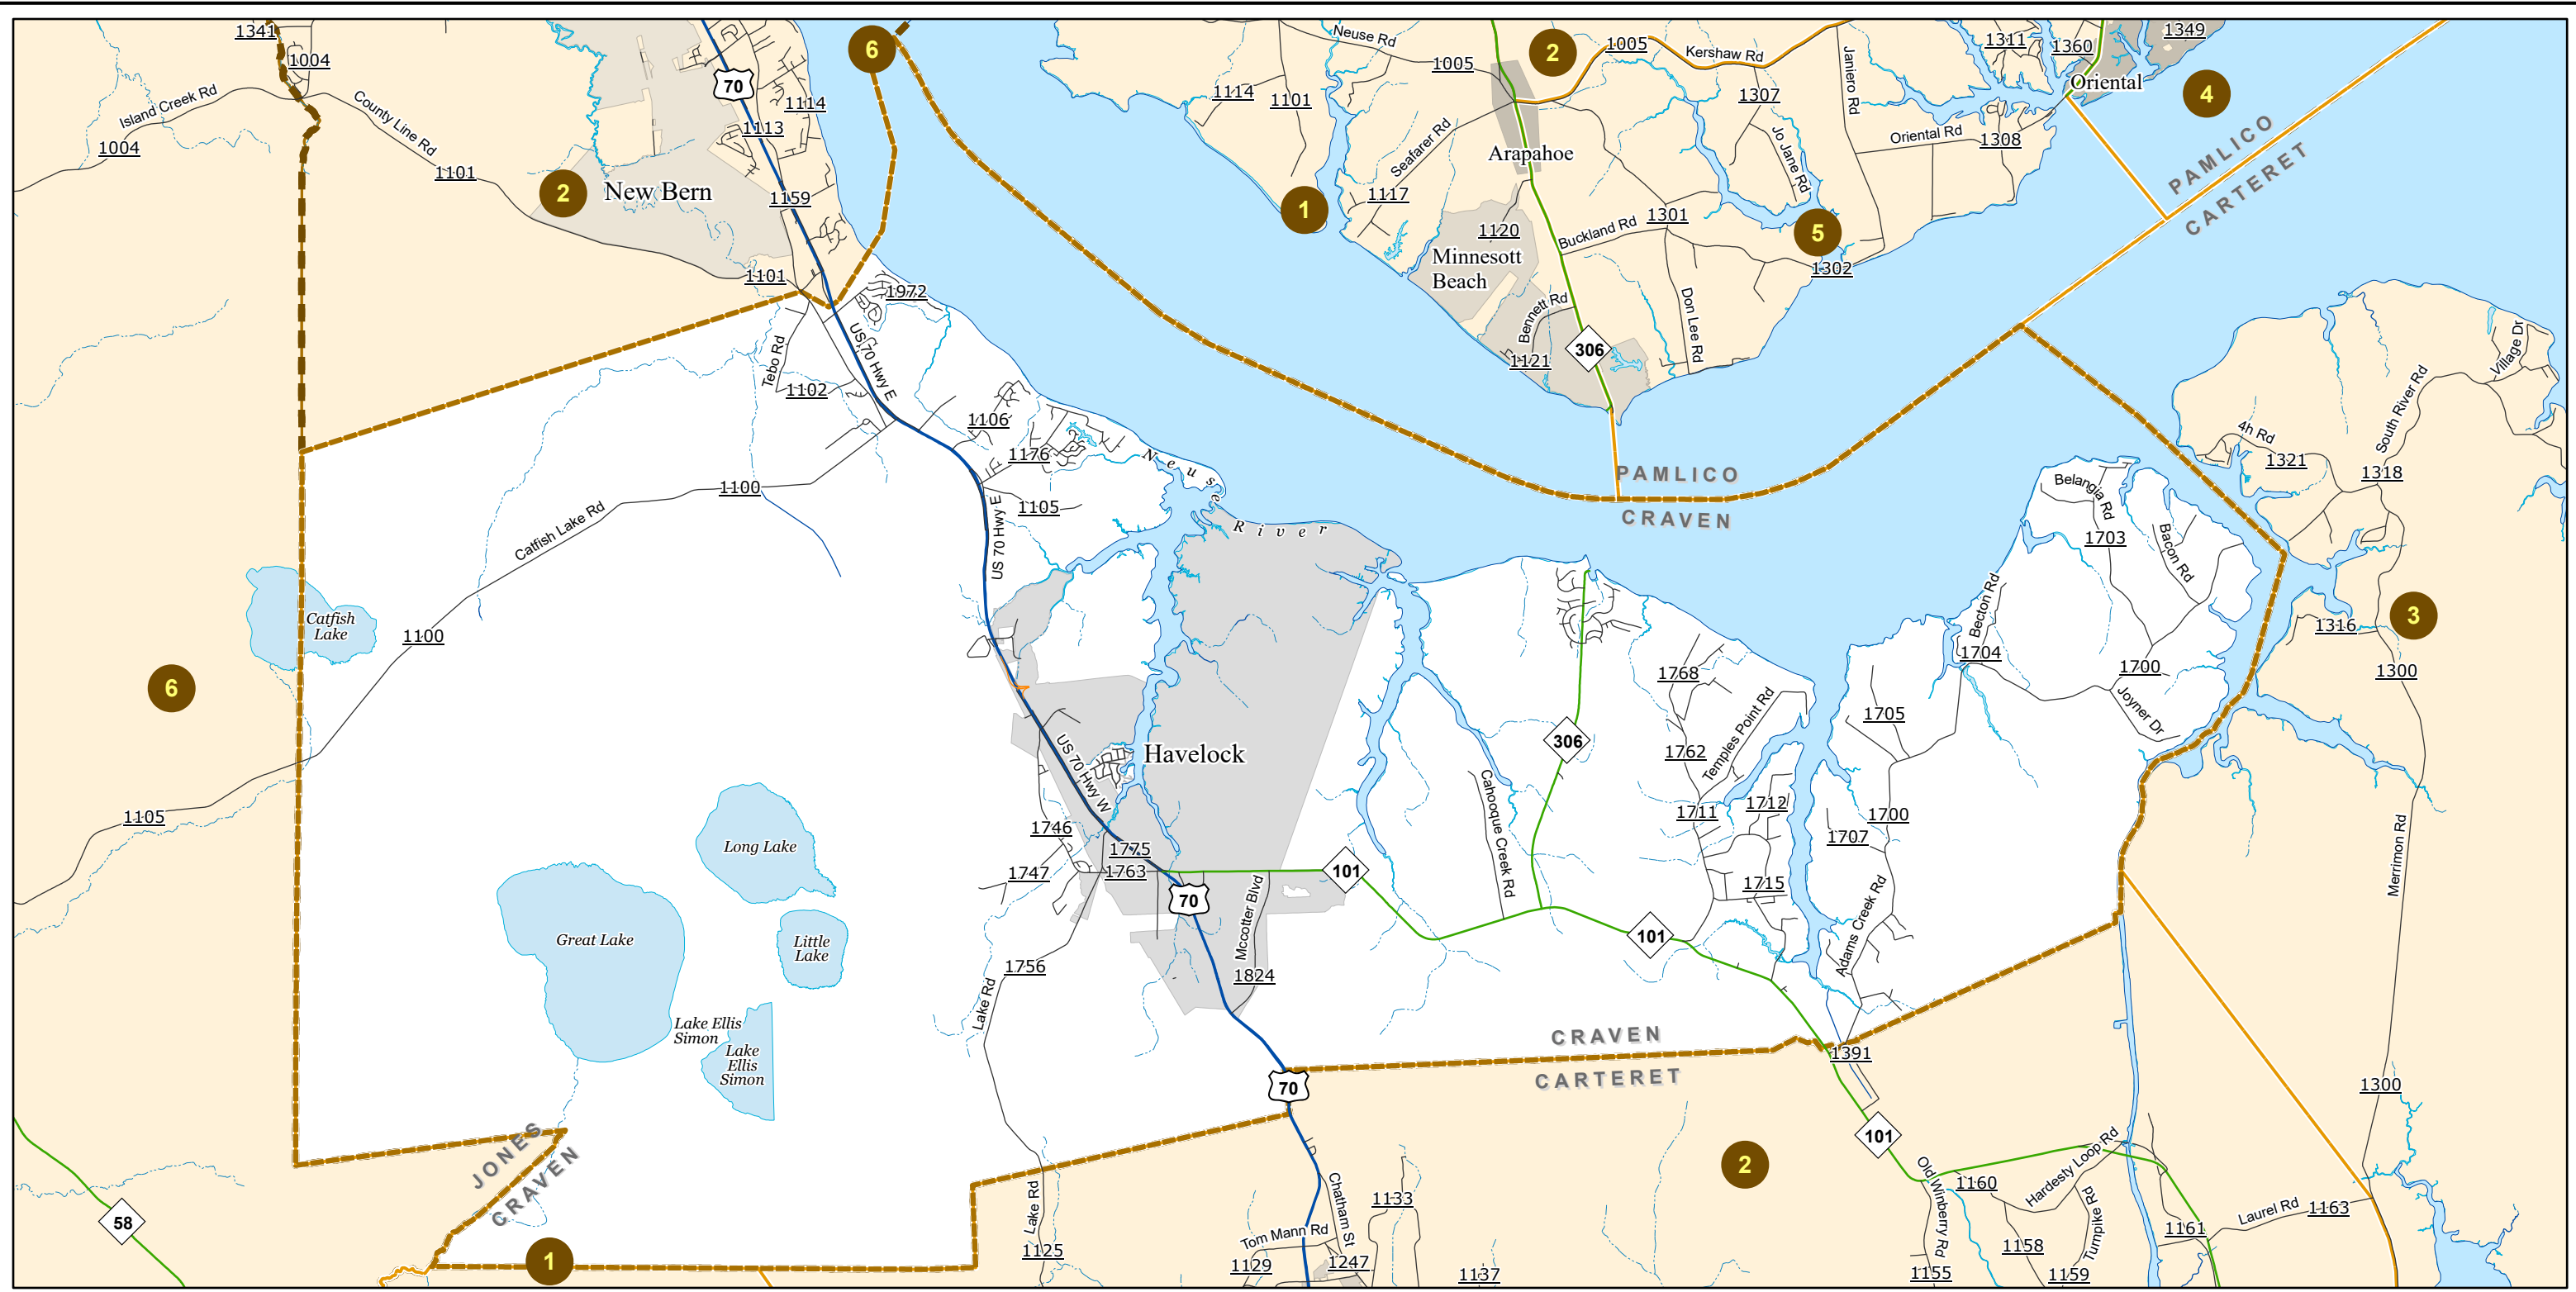 1341
1004
Island Creek Rd
1004
County Line Rd
1101
2
New Bern
70
1114
1113
1159
1101
6
1972
Neuse Rd
1005
1114
1101
Seafarer Rd
1117
1
2
1005
Kershaw Rd
Arapahoe
1307
Jo Jane Rd
Janiero Rd
Oriental Rd
1308
1311
1360
1349
Oriental
4
PAMLICO
CARTERET
1120
Minnesott
Beach
Buckland Rd
1301
5
1302
Bennett Rd
1121
306
Don Lee Rd
Tebo Rd
1102
US 70 Hwy E
1106
1176
1105
US 70 Hwy E
1100
Catfish Lake Rd
Neuse
River
PAMLICO
CRAVEN
Village Dr
South River Rd
4h Rd
1321
1318
Belangia Rd
1703
Bacon Rd
Becton Rd
1704
1700
Joyner Dr
1316
3
1300
Catfish
Lake
1100
6
1105
1768
Temples Point Rd
1762
1705
306
Havelock
US 70 Hwy W
Cahooque Creek Rd
1711
1712
1707
1700
Long Lake
1746
1775
1763
1747
101
70
1715
Merrimon Rd
Great Lake
Little
Lake
Mccotter Blvd
101
Adams Creek Rd
1756
1824
Lake Rd
Lake Ellis
Simon
Lake
Ellis
Simon
CRAVEN
CARTERET
1391
70
1300
101
JONES
CRAVEN
58
1
2
Lake Rd
1125
Chatham St
Tom Mann Rd
1129
1247
1133
1137
Old Winberry Rd
1155
1160
Hardesty Loop Rd
Turnpike Rd
1158
1159
1161
Laurel Rd
1163